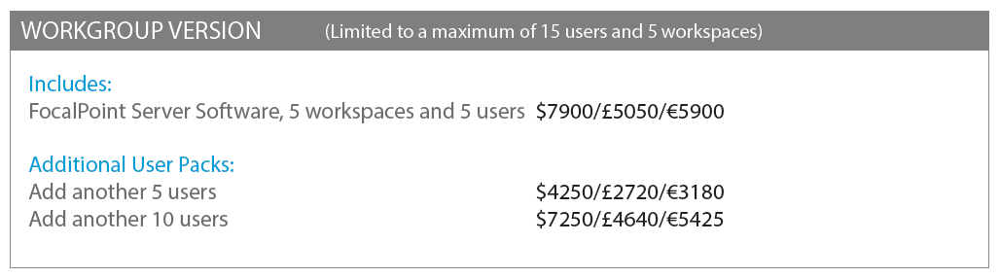 WORKGROUP VERSION (Limited to a maximum of 15 users and 5 workspaces)
Includes:
FocalPoint Server Software, 5 workspaces and 5 users $7900/£5050/€5900
Additional User Packs:
Add another 5 users $4250/£2720/€3180
Add another 10 users $7250/£4640/€5425